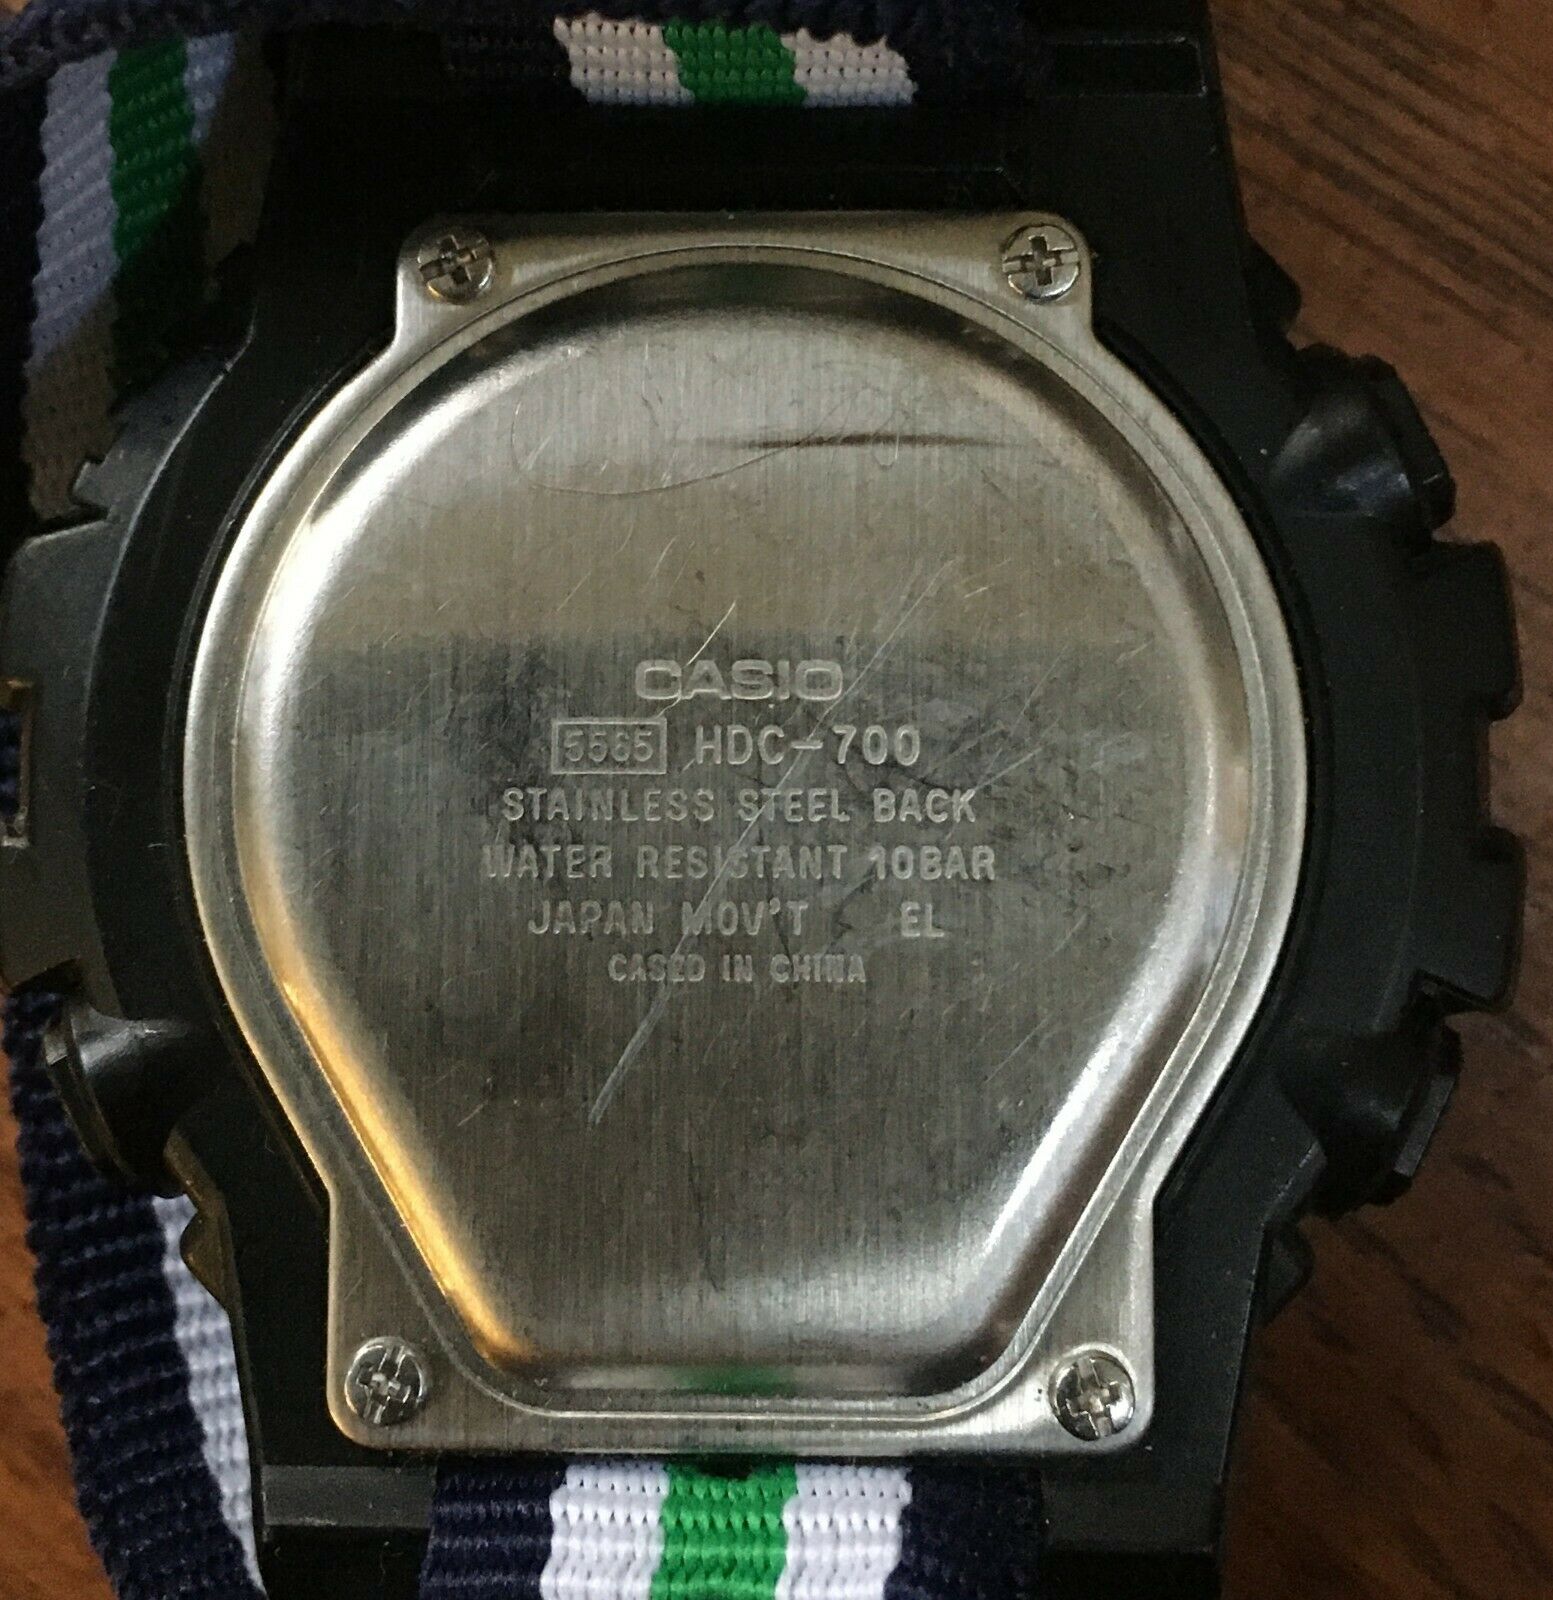 CASIO
5565 HDC-700
STAINLESS STEEL BACK
WATER RESISTANT 10BAR
JAPAN MOV'T EL
CASED IN CHINA